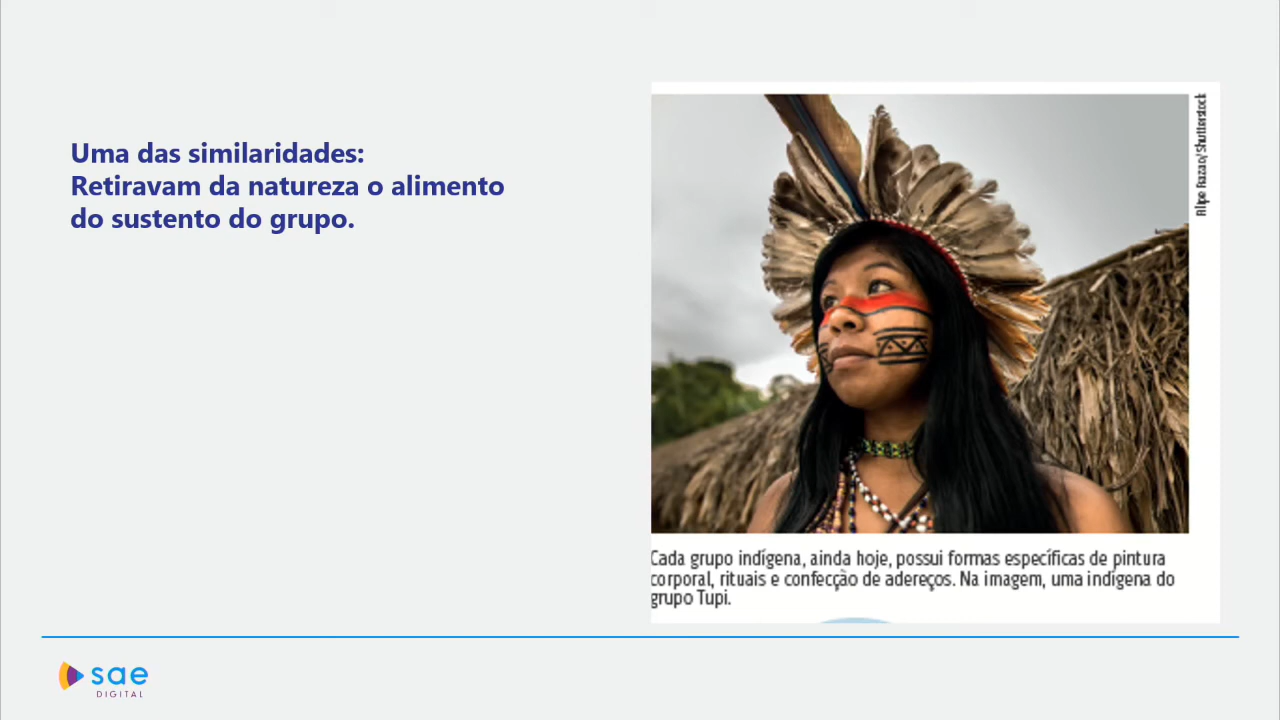 Uma das similaridades:
Retiravam da natureza o alimento
do sustento do grupo.
Filipe Frazao/Shutterstock
Cada grupo indígena, ainda hoje, possui formas específicas de pintura
corporal, rituais e confecção de adereços. Na imagem, uma indígena do
grupo Tupi.
sae
DIGITAL